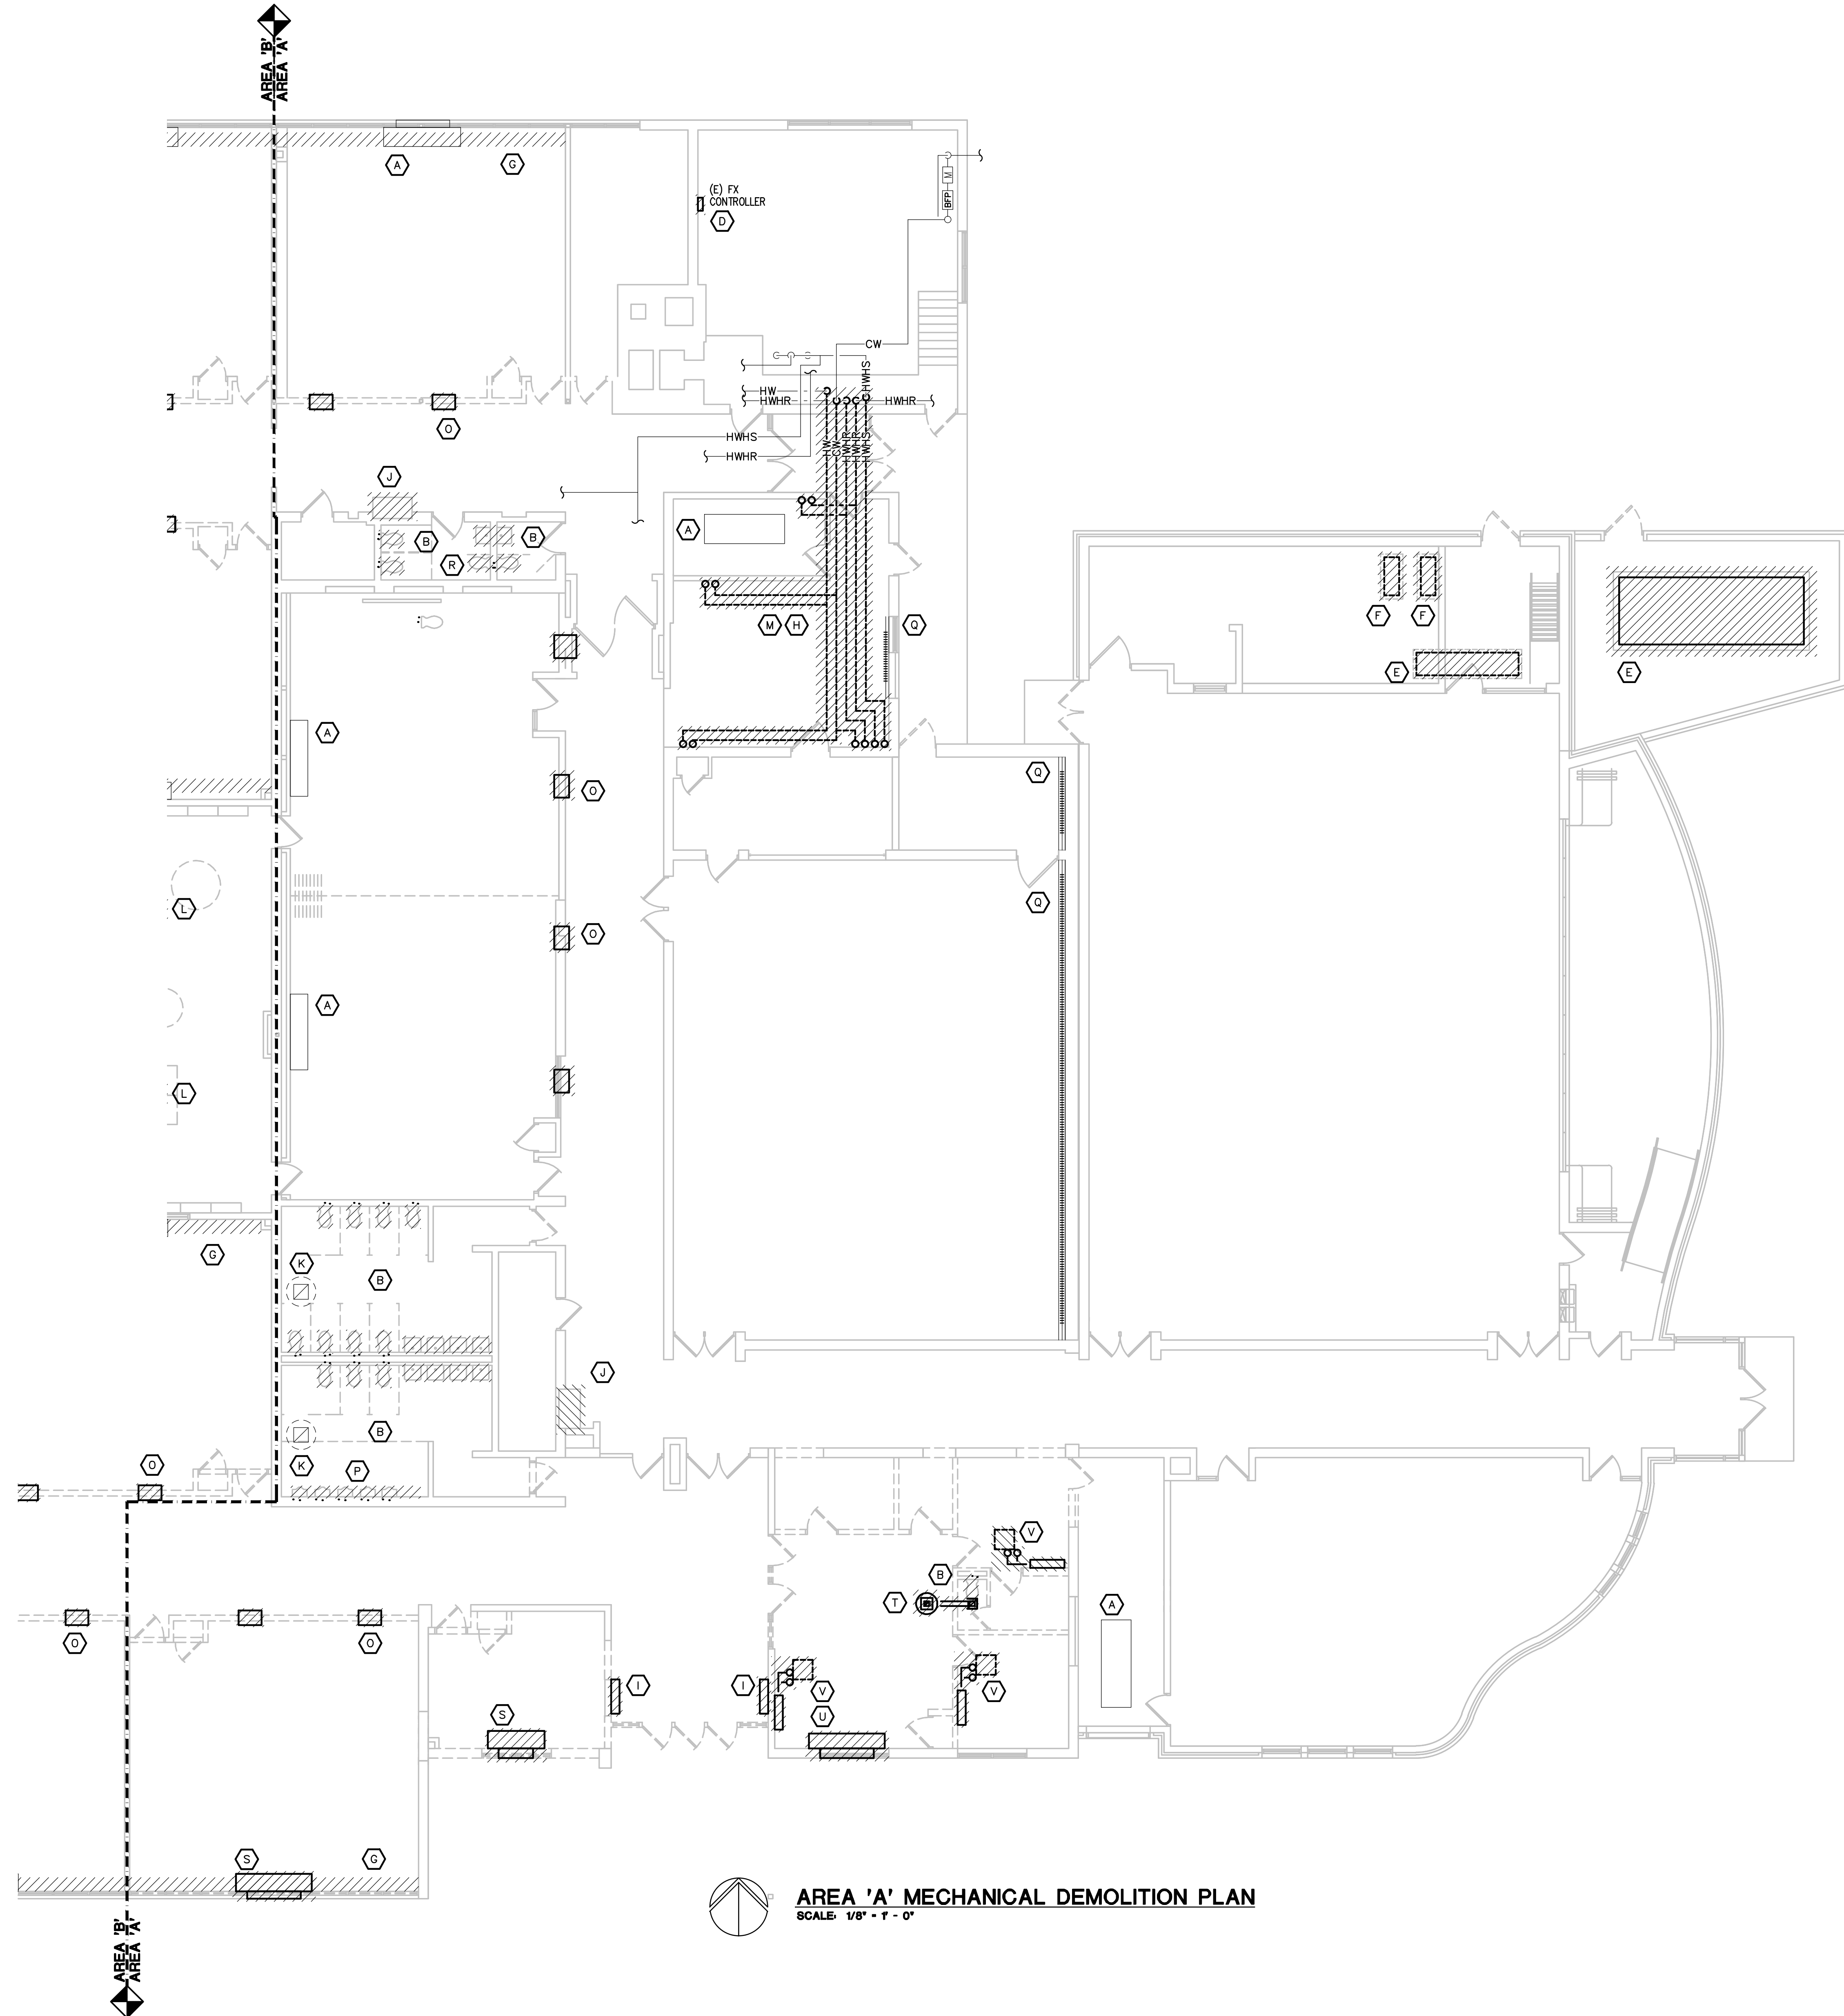 AREA 'B'
AREA 'A'
A
G
(E) FX
CONTROLLER
D
M
BFP
CW
HWHS
HW
HWHR
HWHR
O
HWHS
HWHR
HW
CW
HWHR
HWHR
HWHS
J
A
B
B
R
F
F
M
H
Q
E
E
A
Q
O
L
Q
O
A
L
G
K
B
J
B
K
P
O
V
B
T
A
O
O
I
I
V
V
S
U
S
G
AREA 'A' MECHANICAL DEMOLITION PLAN
SCALE: 1/8" = 1' - 0"
AREA 'B'
AREA 'A'